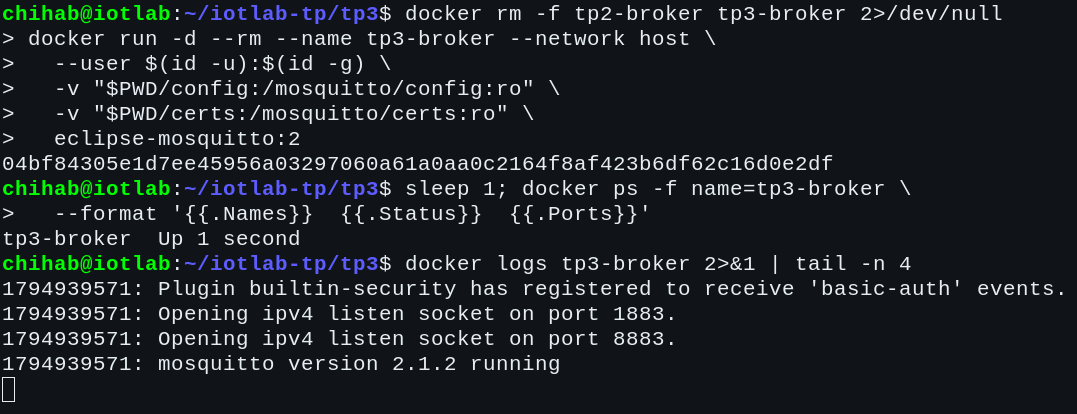 chihab@iotlab:~/iotlab-tp/tp3$ docker rm -f tp2-broker tp3-broker 2>/dev/null
> docker run -d --rm --name tp3-broker --network host \
>   --user $(id -u):$(id -g) \
>   -v "$PWD/config:/mosquitto/config:ro" \
>   -v "$PWD/certs:/mosquitto/certs:ro" \
>   eclipse-mosquitto:2
04bf84305e1d7ee45956a03297060a61a0aa0c2164f8af423b6df62c16d0e2df
chihab@iotlab:~/iotlab-tp/tp3$ sleep 1; docker ps -f name=tp3-broker \
>   --format '{{.Names}}  {{.Status}}  {{.Ports}}'
tp3-broker  Up 1 second
chihab@iotlab:~/iotlab-tp/tp3$ docker logs tp3-broker 2>&1 | tail -n 4
1794939571: Plugin builtin-security has registered to receive 'basic-auth' events.
1794939571: Opening ipv4 listen socket on port 1883.
1794939571: Opening ipv4 listen socket on port 8883.
1794939571: mosquitto version 2.1.2 running